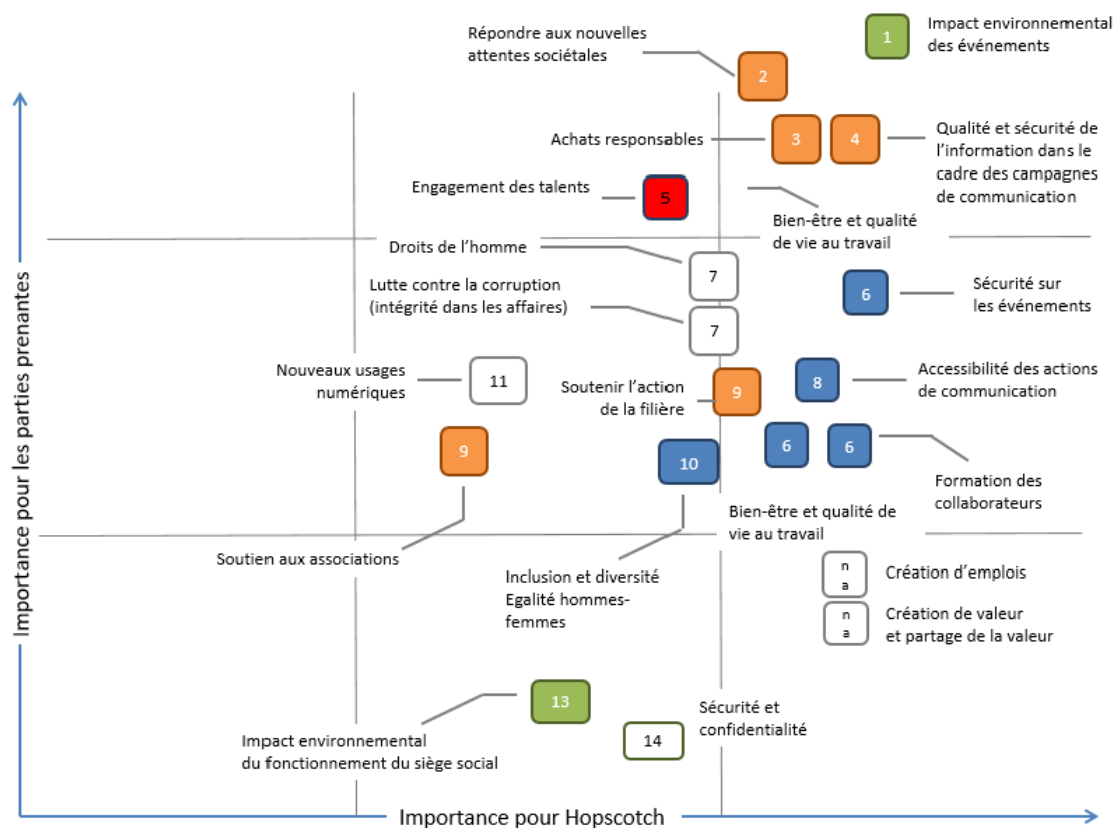 Répondre aux nouvelles
attentes sociétales
2
1
Impact environnemental
des événements
Achats responsables
3
4
Qualité et sécurité de
l'information dans le
cadre des campagnes
de communication
Engagement des talents
5
Bien-être et qualité
de vie au travail
Droits de l'homme
7
Lutte contre la corruption
(intégrité dans les affaires)
7
6
Sécurité sur
les événements
Nouveaux usages
numériques
11
Soutenir l'action
de la filière
9
8
Accessibilité des actions
de communication
9
10
6
6
Formation des
collaborateurs
Bien-être et qualité de
vie au travail
Soutien aux associations
Inclusion et diversité
Egalité hommes-
femmes
n
a
Création d'emplois
n
a
Création de valeur
et partage de la valeur
13
Impact environnemental
du fonctionnement du siège social
14
Sécurité et
confidentialité
Importance pour les parties prenantes
Importance pour Hopscotch